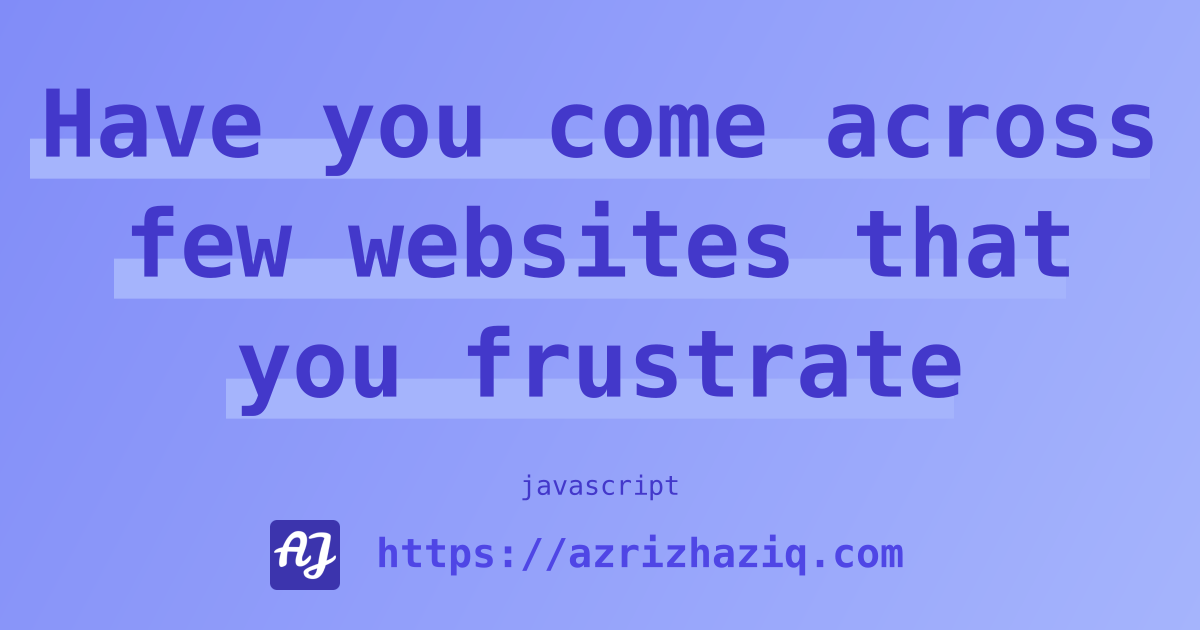 Have you come across
few websites that
you frustrate
javascript
AJ
https://azrizhaziq.com